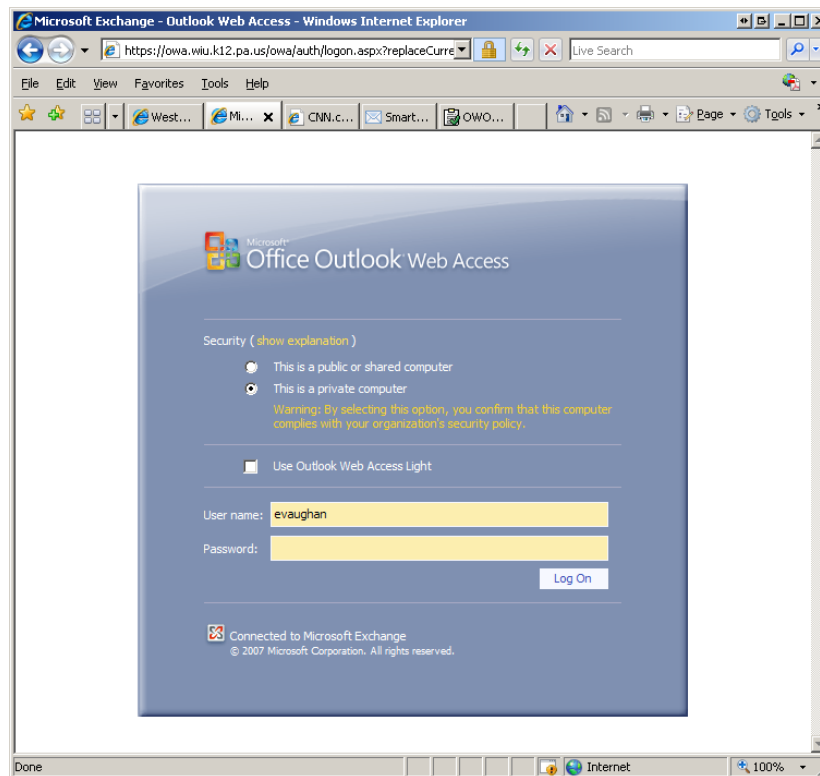 Microsoft Exchange - Outlook Web Access - Windows Internet Explorer
https://owa.wiu.k12.pa.us/owa/auth/logon.aspx?replaceCurre
Live Search
File Edit View Favorites Tools Help
West... Mi... CNN.c... Smart... OWO... Page Tools
Microsoft
Office Outlook Web Access
Security ( show explanation )
This is a public or shared computer
This is a private computer
Warning: By selecting this option, you confirm that this computer
complies with your organization's security policy.
Use Outlook Web Access Light
User name: evaughan
Password:
Log On
Connected to Microsoft Exchange
© 2007 Microsoft Corporation. All rights reserved.
Done Internet 100%